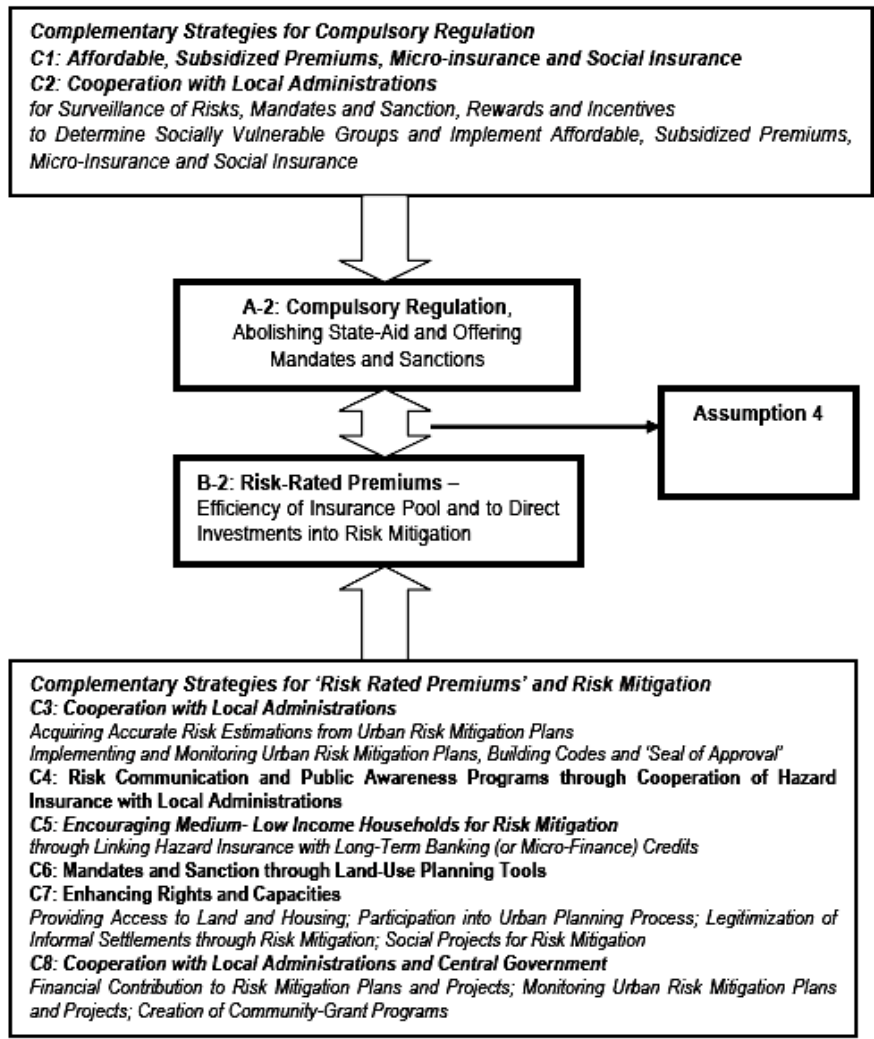 Complementary Strategies for Compulsory Regulation
C1: Affordable, Subsidized Premiums, Micro-insurance and Social Insurance
C2: Cooperation with Local Administrations
for Surveillance of Risks, Mandates and Sanction, Rewards and Incentives
to Determine Socially Vulnerable Groups and Implement Affordable, Subsidized Premiums,
Micro-Insurance and Social Insurance
A-2: Compulsory Regulation,
Abolishing State-Aid and Offering
Mandates and Sanctions
Assumption 4
B-2: Risk-Rated Premiums –
Efficiency of Insurance Pool and to Direct
Investments into Risk Mitigation
Complementary Strategies for ‘Risk Rated Premiums’ and Risk Mitigation
C3: Cooperation with Local Administrations
Acquiring Accurate Risk Estimations from Urban Risk Mitigation Plans
Implementing and Monitoring Urban Risk Mitigation Plans, Building Codes and ‘Seal of Approval’
C4: Risk Communication and Public Awareness Programs through Cooperation of Hazard
Insurance with Local Administrations
C5: Encouraging Medium- Low Income Households for Risk Mitigation
through Linking Hazard Insurance with Long-Term Banking (or Micro-Finance) Credits
C6: Mandates and Sanction through Land-Use Planning Tools
C7: Enhancing Rights and Capacities
Providing Access to Land and Housing; Participation into Urban Planning Process; Legitimization of
Informal Settlements through Risk Mitigation; Social Projects for Risk Mitigation
C8: Cooperation with Local Administrations and Central Government
Financial Contribution to Risk Mitigation Plans and Projects; Monitoring Urban Risk Mitigation Plans
and Projects; Creation of Community-Grant Programs